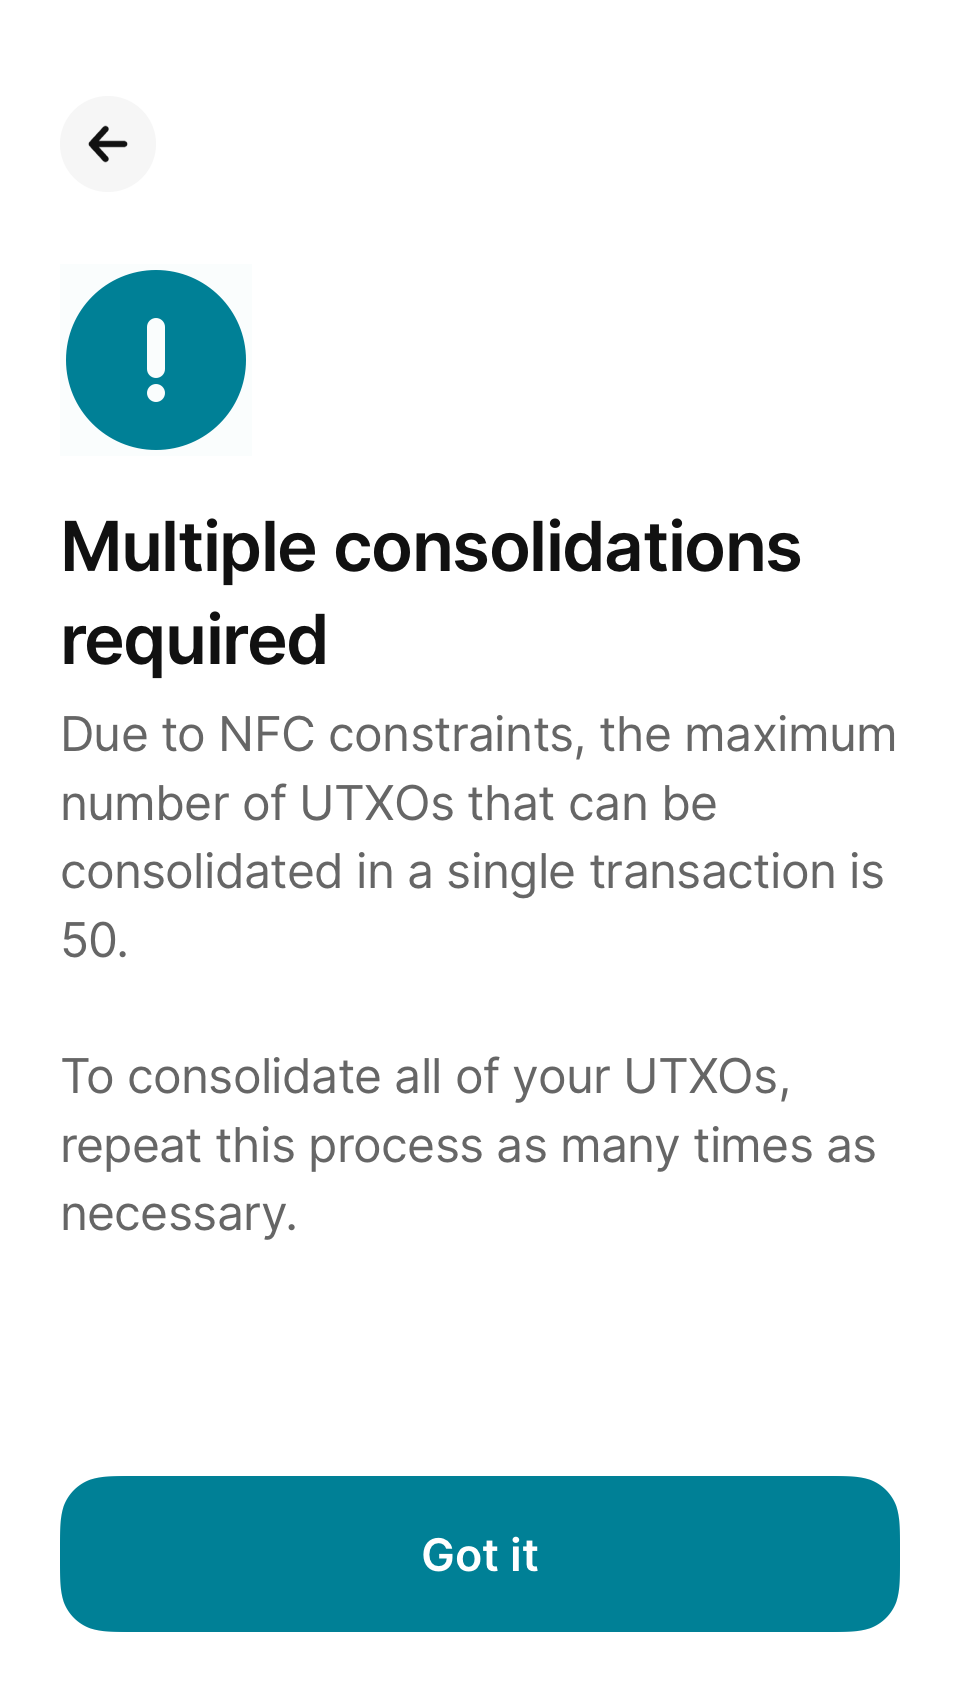 Multiple consolidations
required
Due to NFC constraints, the maximum
number of UTXOs that can be
consolidated in a single transaction is
50.
To consolidate all of your UTXOs,
repeat this process as many times as
necessary.
Got it